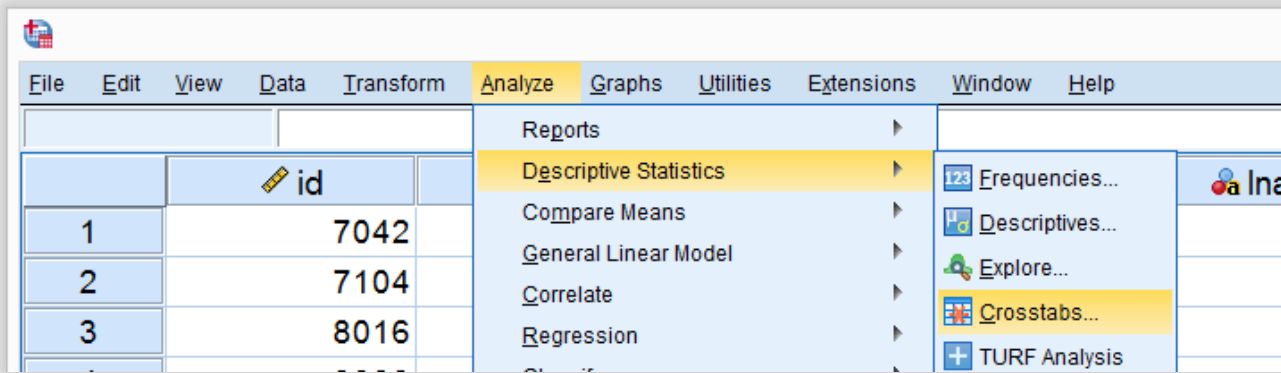 File Edit View Data Transform Analyze Graphs Utilities Extensions Window Help
Reports
Descriptive Statistics
Compare Means
General Linear Model
Correlate
Regression
123 Frequencies...
Descriptives...
Explore...
Crosstabs...
TURF Analysis
id
1 7042
2 7104
3 8016